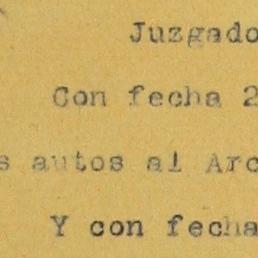 Juzgado
Con fecha 2
s autos al Arc
Y con fecha